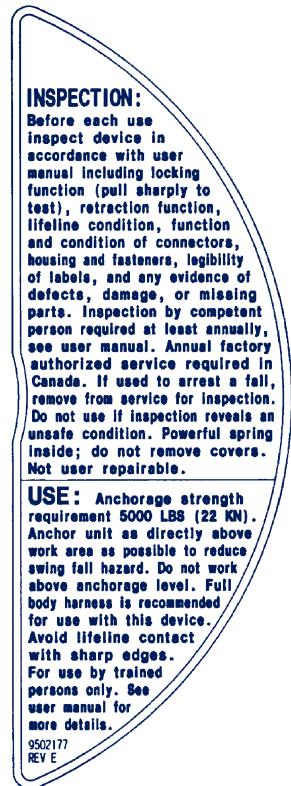 INSPECTION:
Before each use
inspect device in
accordance with user
manual including locking
function (pull sharply to
test), retraction function,
lifeline condition, function
and condition of connectors,
housing and fasteners, legibility
of labels, and any evidence of
defects, damage, or missing
parts. Inspection by competent
person required at least annually,
see user manual. Annual factory
authorized service required in
Canada. If used to arrest a fall,
remove from service for inspection.
Do not use if inspection reveals an
unsafe condition. Powerful spring
inside; do not remove covers.
Not user repairable.
USE: Anchorage strength
requirement 5000 LBS (22 KN).
Anchor unit as directly above
work area as possible to reduce
swing fall hazard. Do not work
above anchorage level. Full
body harness is recommended
for use with this device.
Avoid lifeline contact
with sharp edges.
For use by trained
persons only. See
user manual for
more details.
9502177
REV E